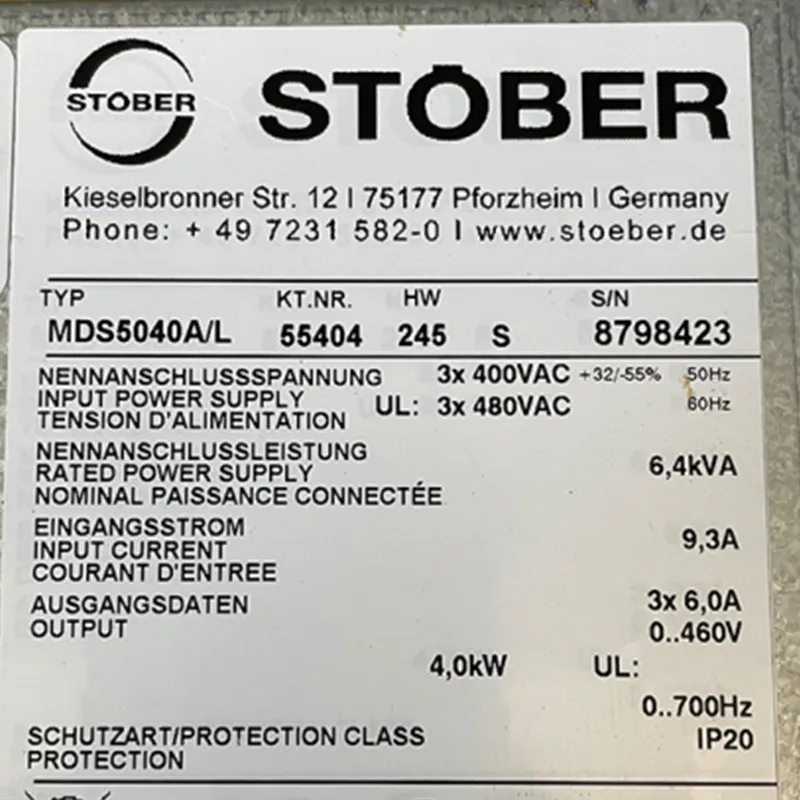 STÖBER
STÖBER
Kieselbronner Str. 12 I 75177 Pforzheim I Germany
Phone: + 49 7231 582-0 I www.stoeber.de
TYP KT.NR. HW S/N
MDS5040A/L 55404 245 S 8798423
NENNANSCHLUSSSPANNUNG 3x 400VAC +32/-55% 50Hz
INPUT POWER SUPPLY UL: 3x 480VAC 60Hz
TENSION D'ALIMENTATION
NENNANSCHLUSSLEISTUNG
RATED POWER SUPPLY 6,4kVA
NOMINAL PAISSANCE CONNECTÉE
EINGANGSSTROM
INPUT CURRENT 9,3A
COURANT D'ENTREE
AUSGANGSDATEN 3x 6,0A
OUTPUT 0..460V
4,0kW UL:
0..700Hz
SCHUTZART/PROTECTION CLASS IP20
PROTECTION